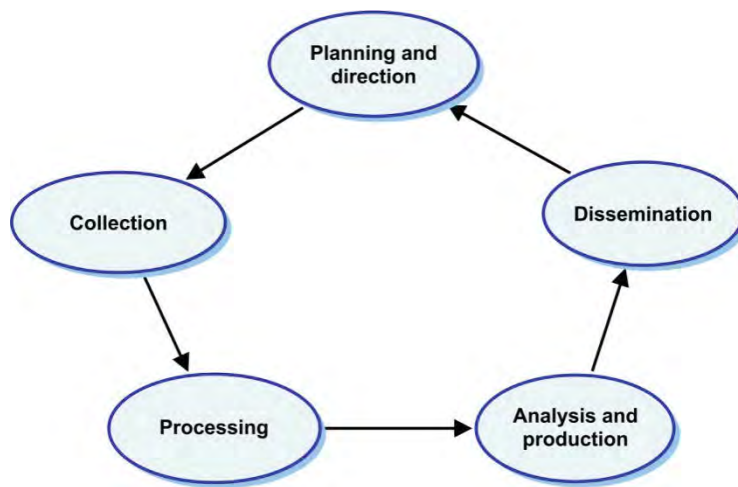 Planning and
direction
Collection
Dissemination
Processing
Analysis and
production